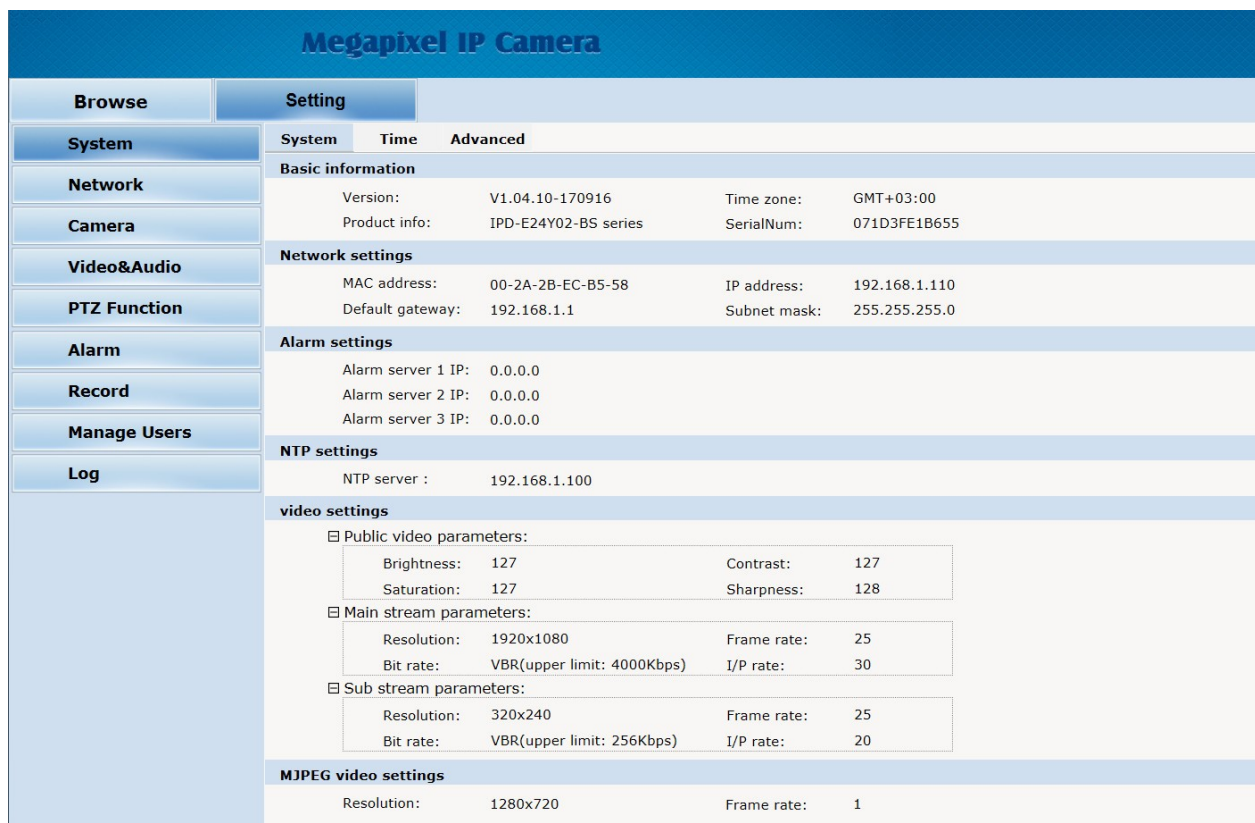 Megapixel IP Camera
Browse Setting
System
Network
Camera
Video&Audio
PTZ Function
Alarm
Record
Manage Users
Log
System Time Advanced
Basic information
Version: V1.04.10-170916 Time zone: GMT+03:00
Product info: IPD-E24Y02-BS series SerialNum: 071D3FE1B655
Network settings
MAC address: 00-2A-2B-EC-B5-58 IP address: 192.168.1.110
Default gateway: 192.168.1.1 Subnet mask: 255.255.255.0
Alarm settings
Alarm server 1 IP: 0.0.0.0
Alarm server 2 IP: 0.0.0.0
Alarm server 3 IP: 0.0.0.0
NTP settings
NTP server : 192.168.1.100
video settings
Public video parameters:
Brightness: 127 Contrast: 127
Saturation: 127 Sharpness: 128
Main stream parameters:
Resolution: 1920x1080 Frame rate: 25
Bit rate: VBR(upper limit: 4000Kbps) I/P rate: 30
Sub stream parameters:
Resolution: 320x240 Frame rate: 25
Bit rate: VBR(upper limit: 256Kbps) I/P rate: 20
MJPEG video settings
Resolution: 1280x720 Frame rate: 1